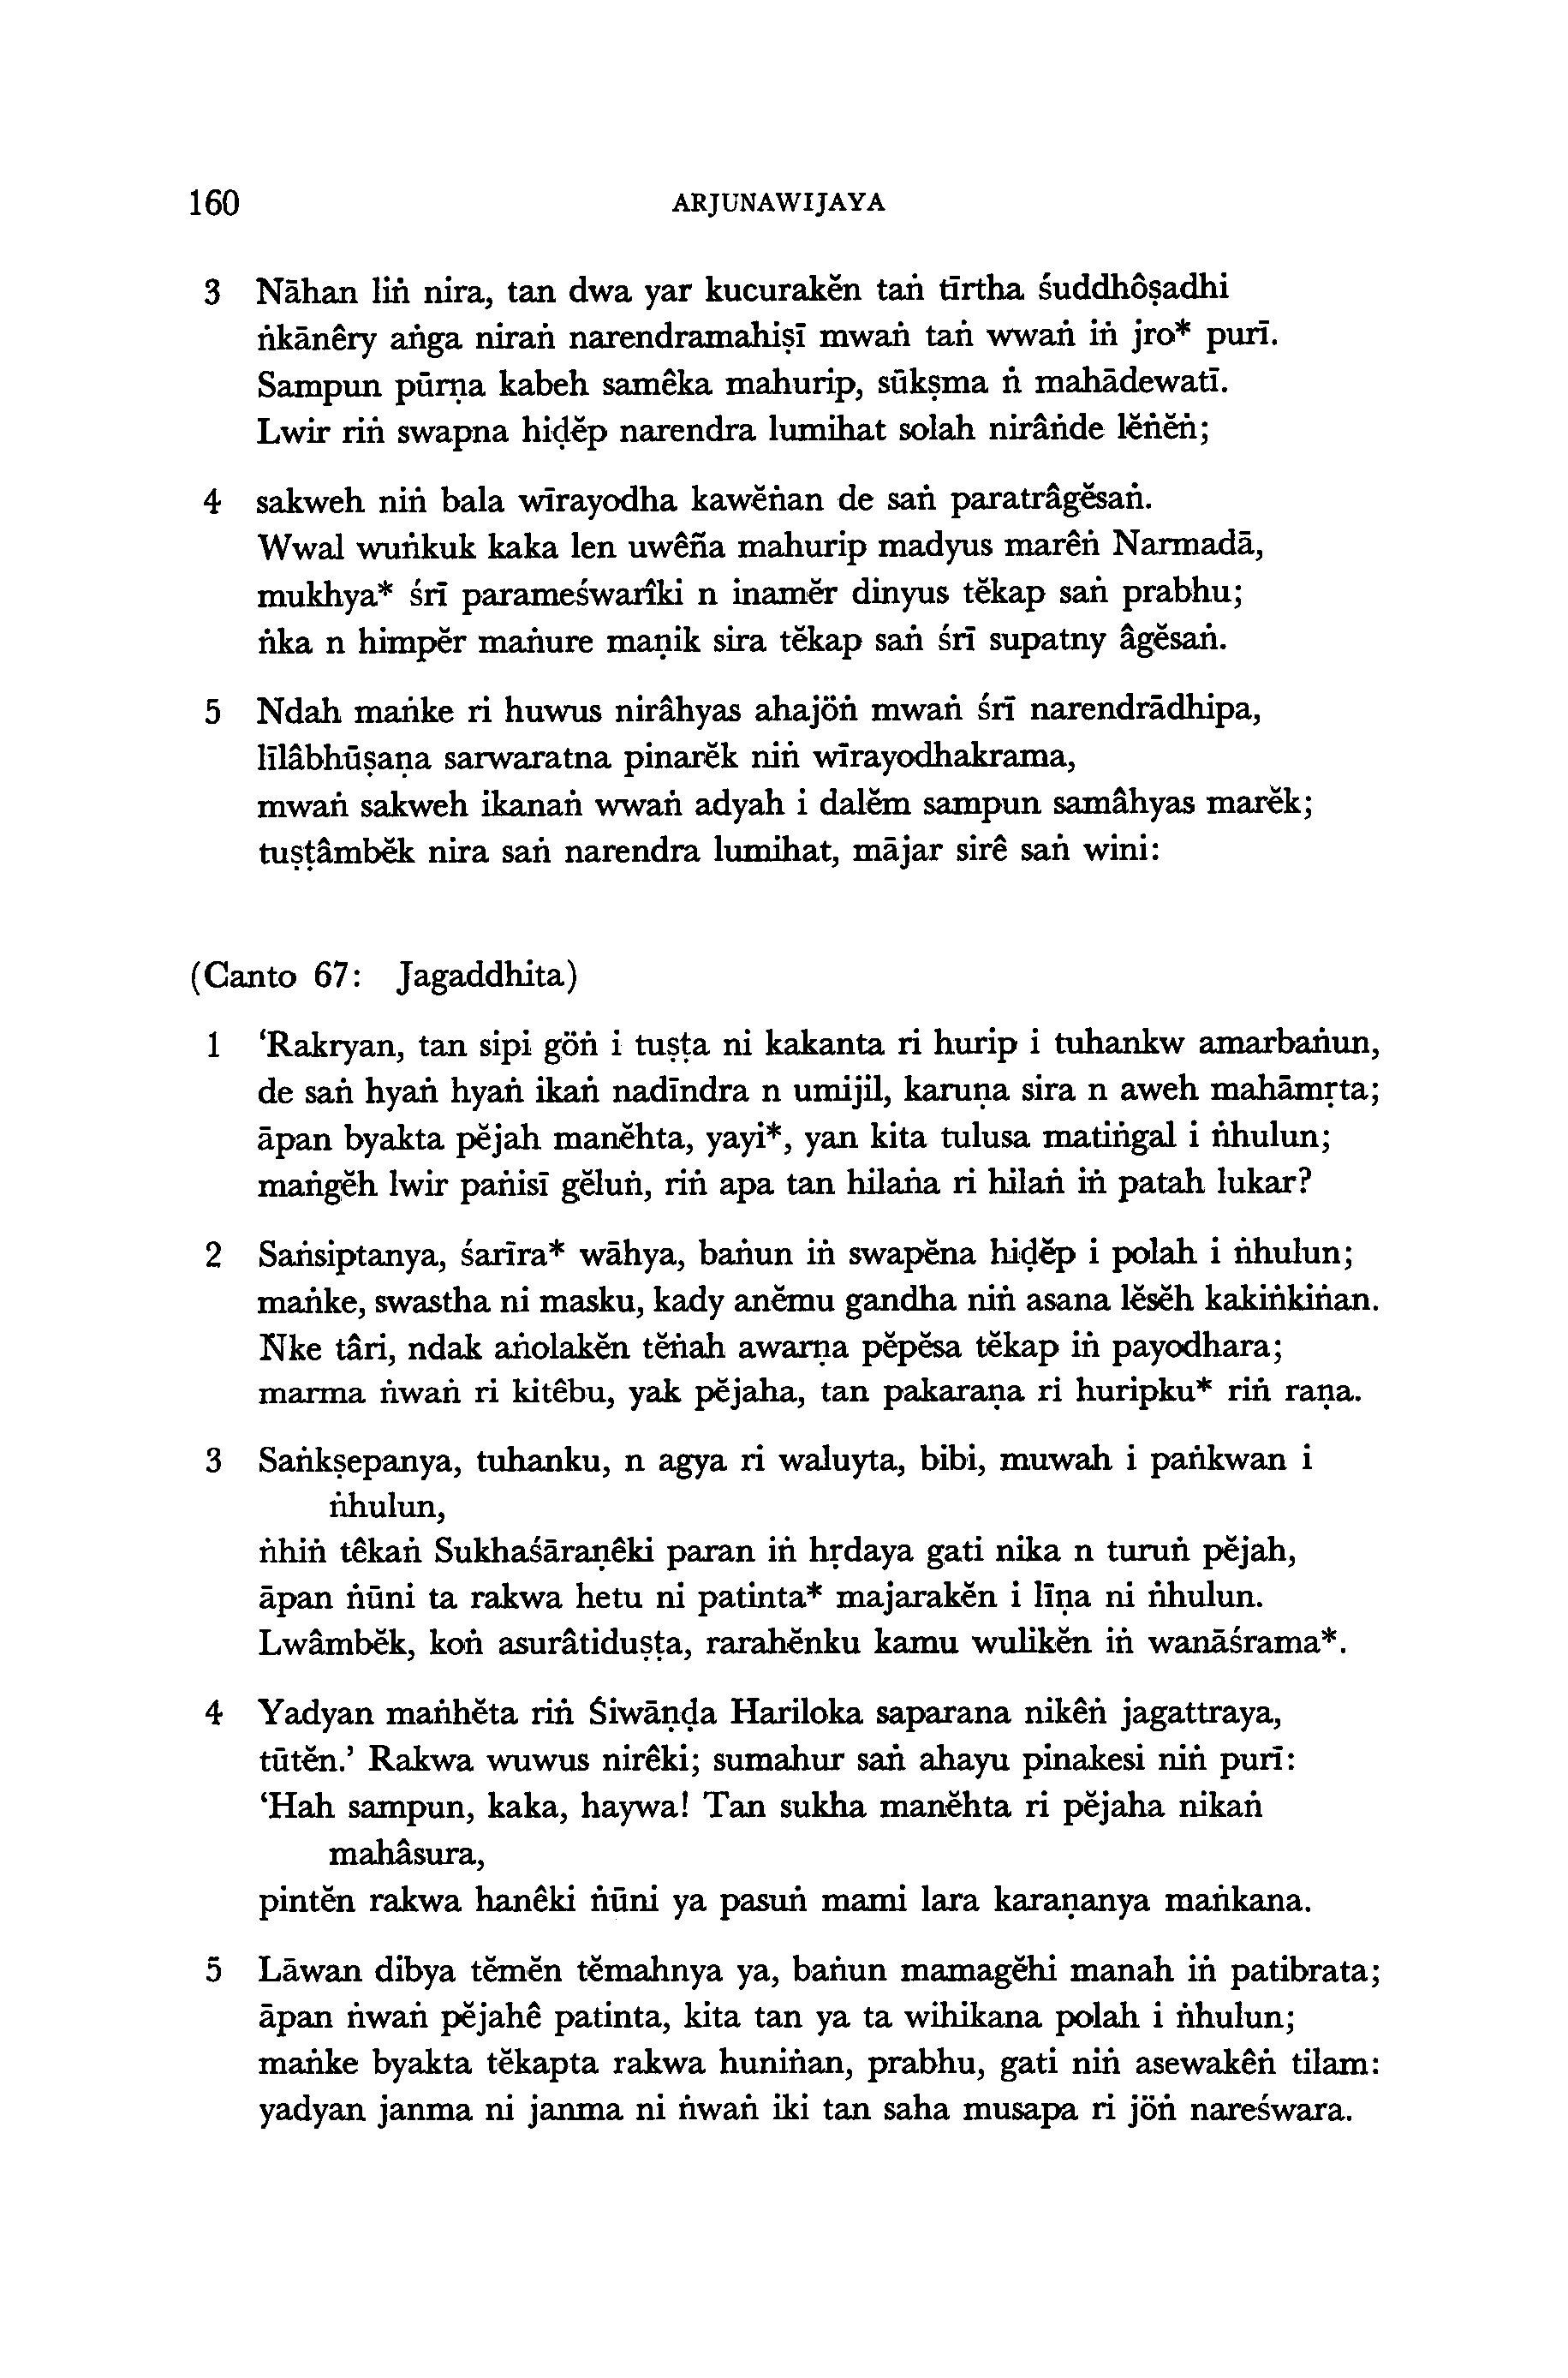 160 ARJUNAWIJAYA
3 Nāhan liṅ nira, tan dwa yar kucurakĕn taṅ tīrtha śuddhôṣadhi
ṅkānêry aṅga niraṅ narendramahiṣī mwaṅ taṅ wwaṅ iṅ jro* purī.
Sampun pūrṇa kabeh samêka mahurip, sūkṣma ṅ mahādewatī.
Lwir riṅ swapna hiḍĕp narendra lumihat solah nirâṅde lĕṅĕṅ;
4 sakweh niṅ bala wīrayodha kawĕṅan de saṅ paratrâgĕsaṅ.
Wwal wuṅkuk kaka len uwêña mahurip madyus marêṅ Narmadā,
mukhya* śrī parameśwarîki n inamĕr dinyus tĕkap saṅ prabhu;
ṅka n himpĕr maṅure maṇik sira tĕkap saṅ śrī supatny âgĕsaṅ.
5 Ndah maṅke ri huwus nirâhyas ahajöṅ mwaṅ śrī narendrādhipa,
līlâbhūṣaṇa sarwaratna pinarĕk niṅ wīrayodhakrama,
mwaṅ sakweh ikanaṅ wwaṅ adyah i dalĕm sampun samâhyas marĕk;
tuṣṭâmbĕk nira saṅ narendra lumihat, mājar sirê saṅ wini:
(Canto 67: Jagaddhita)
1 ‘Rakryan, tan sipi göṅ i tuṣṭa ni kakanta ri hurip i tuhankw amarbaṅun,
de saṅ hyaṅ hyaṅ ikaṅ nadīndra n umijil, karuṇa sira n aweh mahāmṛta;
āpan byakta pĕjah manĕhta, yayi*, yan kita tulusa matiṅgal i ṅhulun;
maṅgĕh lwir paṅisī gĕluṅ, riṅ apa tan hilaṅa ri hilaṅ iṅ patah lukar?
2 Saṅsiptanya, śarīra* wāhya, baṅun iṅ swapĕna hiḍĕp i polah i ṅhulun;
maṅke, swastha ni masku, kady anĕmu gandha niṅ asana lĕsĕh kakiṅkiṅan.
Ṅke târi, ndak aṅolakĕn tĕṅah awarṇa pĕpĕsa tĕkap iṅ payodhara;
marma ṅwaṅ ri kitêbu, yak pĕjaha, tan pakaraṇa ri huripku* riṅ raṇa.
3 Saṅkṣepanya, tuhanku, n agya ri waluyta, bibi, muwah i paṅkwan i
ṅhulun,
ṅhiṅ têkaṅ Sukhaśāraṇêki paran iṅ hṛdaya gati nika n turuṅ pĕjah,
āpan ṅūni ta rakwa hetu ni patinta* majarakĕn i līṇa ni ṅhulun.
Lwâmbĕk, koṅ asurâtiduṣṭa, rarahĕnku kamu wulikĕn iṅ wanāśrama*.
4 Yadyan maṅhĕta riṅ Śiwāṇḍa Hariloka saparana nikêṅ jagattraya,
tūtĕn.’ Rakwa wuwus nirêki; sumahur saṅ ahayu pinakesi niṅ purī:
‘Hah sampun, kaka, haywa! Tan sukha manĕhta ri pĕjaha nikaṅ
mahâsura,
pintĕn rakwa hanêki ṅūni ya pasuṅ mami lara karaṇanya maṅkana.
5 Lāwan dibya tĕmĕn tĕmahnya ya, baṅun mamagĕhi manah iṅ patibrata;
āpan ṅwaṅ pĕjahê patinta, kita tan ya ta wihikana polah i ṅhulun;
maṅke byakta tĕkapta rakwa huniṅan, prabhu, gati niṅ asewakêṅ tilam:
yadyan janma ni janma ni ṅwaṅ iki tan saha musapa ri jöṅ nareśwara.